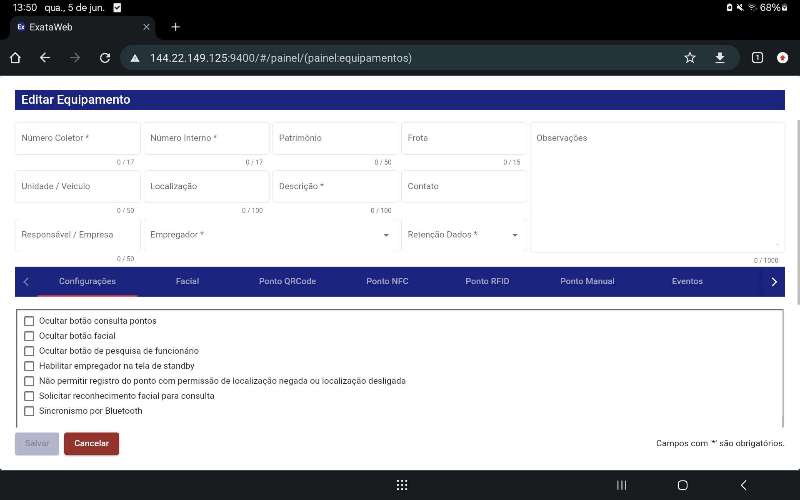 13:50 qua., 5 de jun. 68%
Ex ExataWeb
144.22.149.125:9400/#/painel/(painel:equipamentos) 1
Editar Equipamento
Número Coletor * Número Interno * Patrimônio Frota Observações
0 / 17 0 / 17 0 / 50 0 / 15
Unidade / Veículo Localização Descrição * Contato
0 / 50 0 / 100 0 / 100
Responsável / Empresa Empregador * Retenção Dados *
0 / 50 0 / 1000
Configurações Facial Ponto QRCode Ponto NFC Ponto RFID Ponto Manual Eventos
Ocultar botão consulta pontos
Ocultar botão facial
Ocultar botão de pesquisa de funcionário
Habilitar empregador na tela de standby
Não permitir registro do ponto com permissão de localização negada ou localização desligada
Solicitar reconhecimento facial para consulta
Sincronismo por Bluetooth
Salvar Cancelar Campos com '*' são obrigatórios.